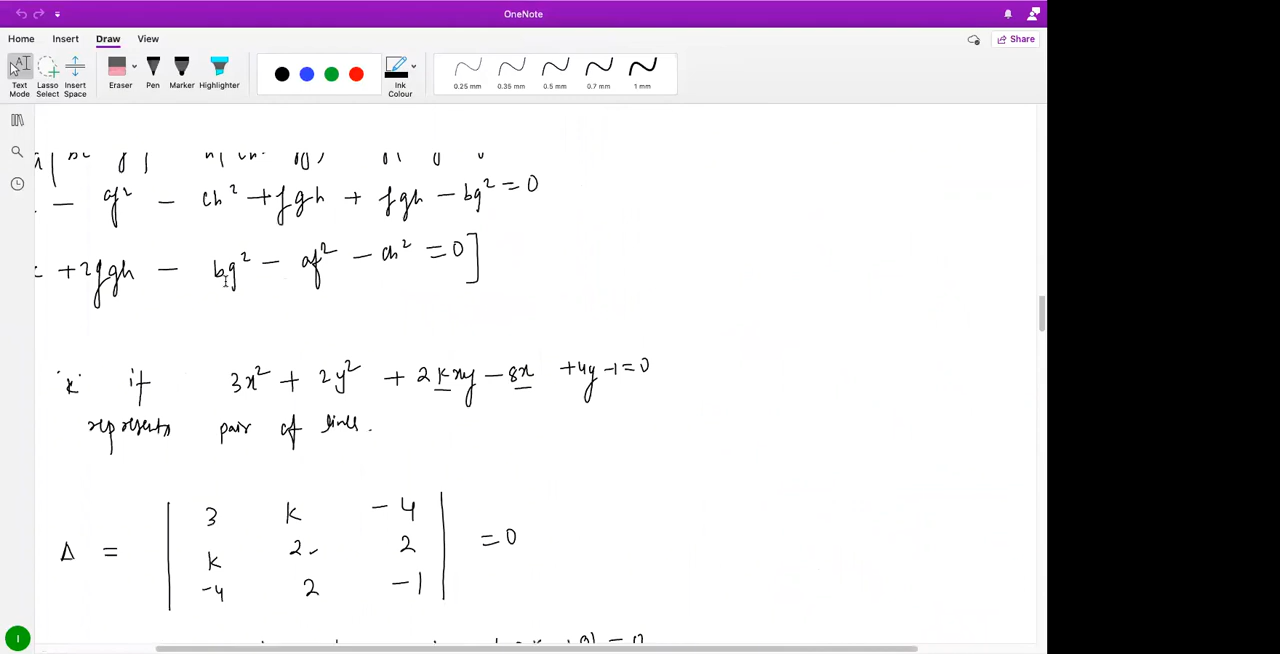 OneNote
Home Insert Draw View
Share
Text Mode
Lasso Select
Insert Space
Eraser
Pen
Marker
Highlighter
Ink Colour
0.25 mm
0.35 mm
0.5 mm
0.7 mm
1 mm
- af² - ch² + fgh + fgh - bg² = 0
+ 2fgh - bg² - af² - ch² = 0]
'k' if 3x² + 2y² + 2kxy - 8x + 4y - 1 = 0
represents pair of lines.
3 k -4
Δ = k 2 2 = 0
-4 2 -1
I